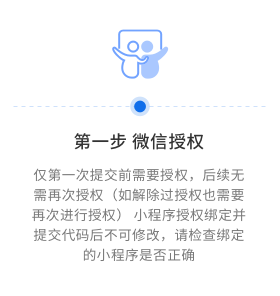 第一步 微信授权
仅第一次提交前需要授权，后续无
需再次授权（如解除过授权也需要
再次进行授权） 小程序授权绑定并
提交代码后不可修改，请检查绑定
的小程序是否正确